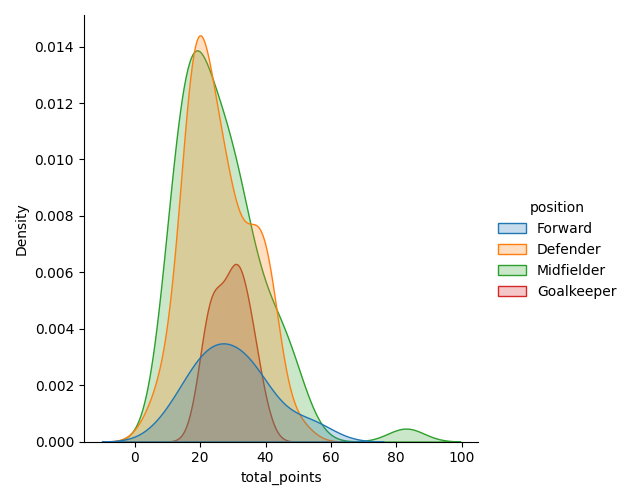 0.014
0.012
0.010
0.008
0.006
0.004
0.002
0.000
Density
0 20 40 60 80 100
total_points
position
Forward
Defender
Midfielder
Goalkeeper